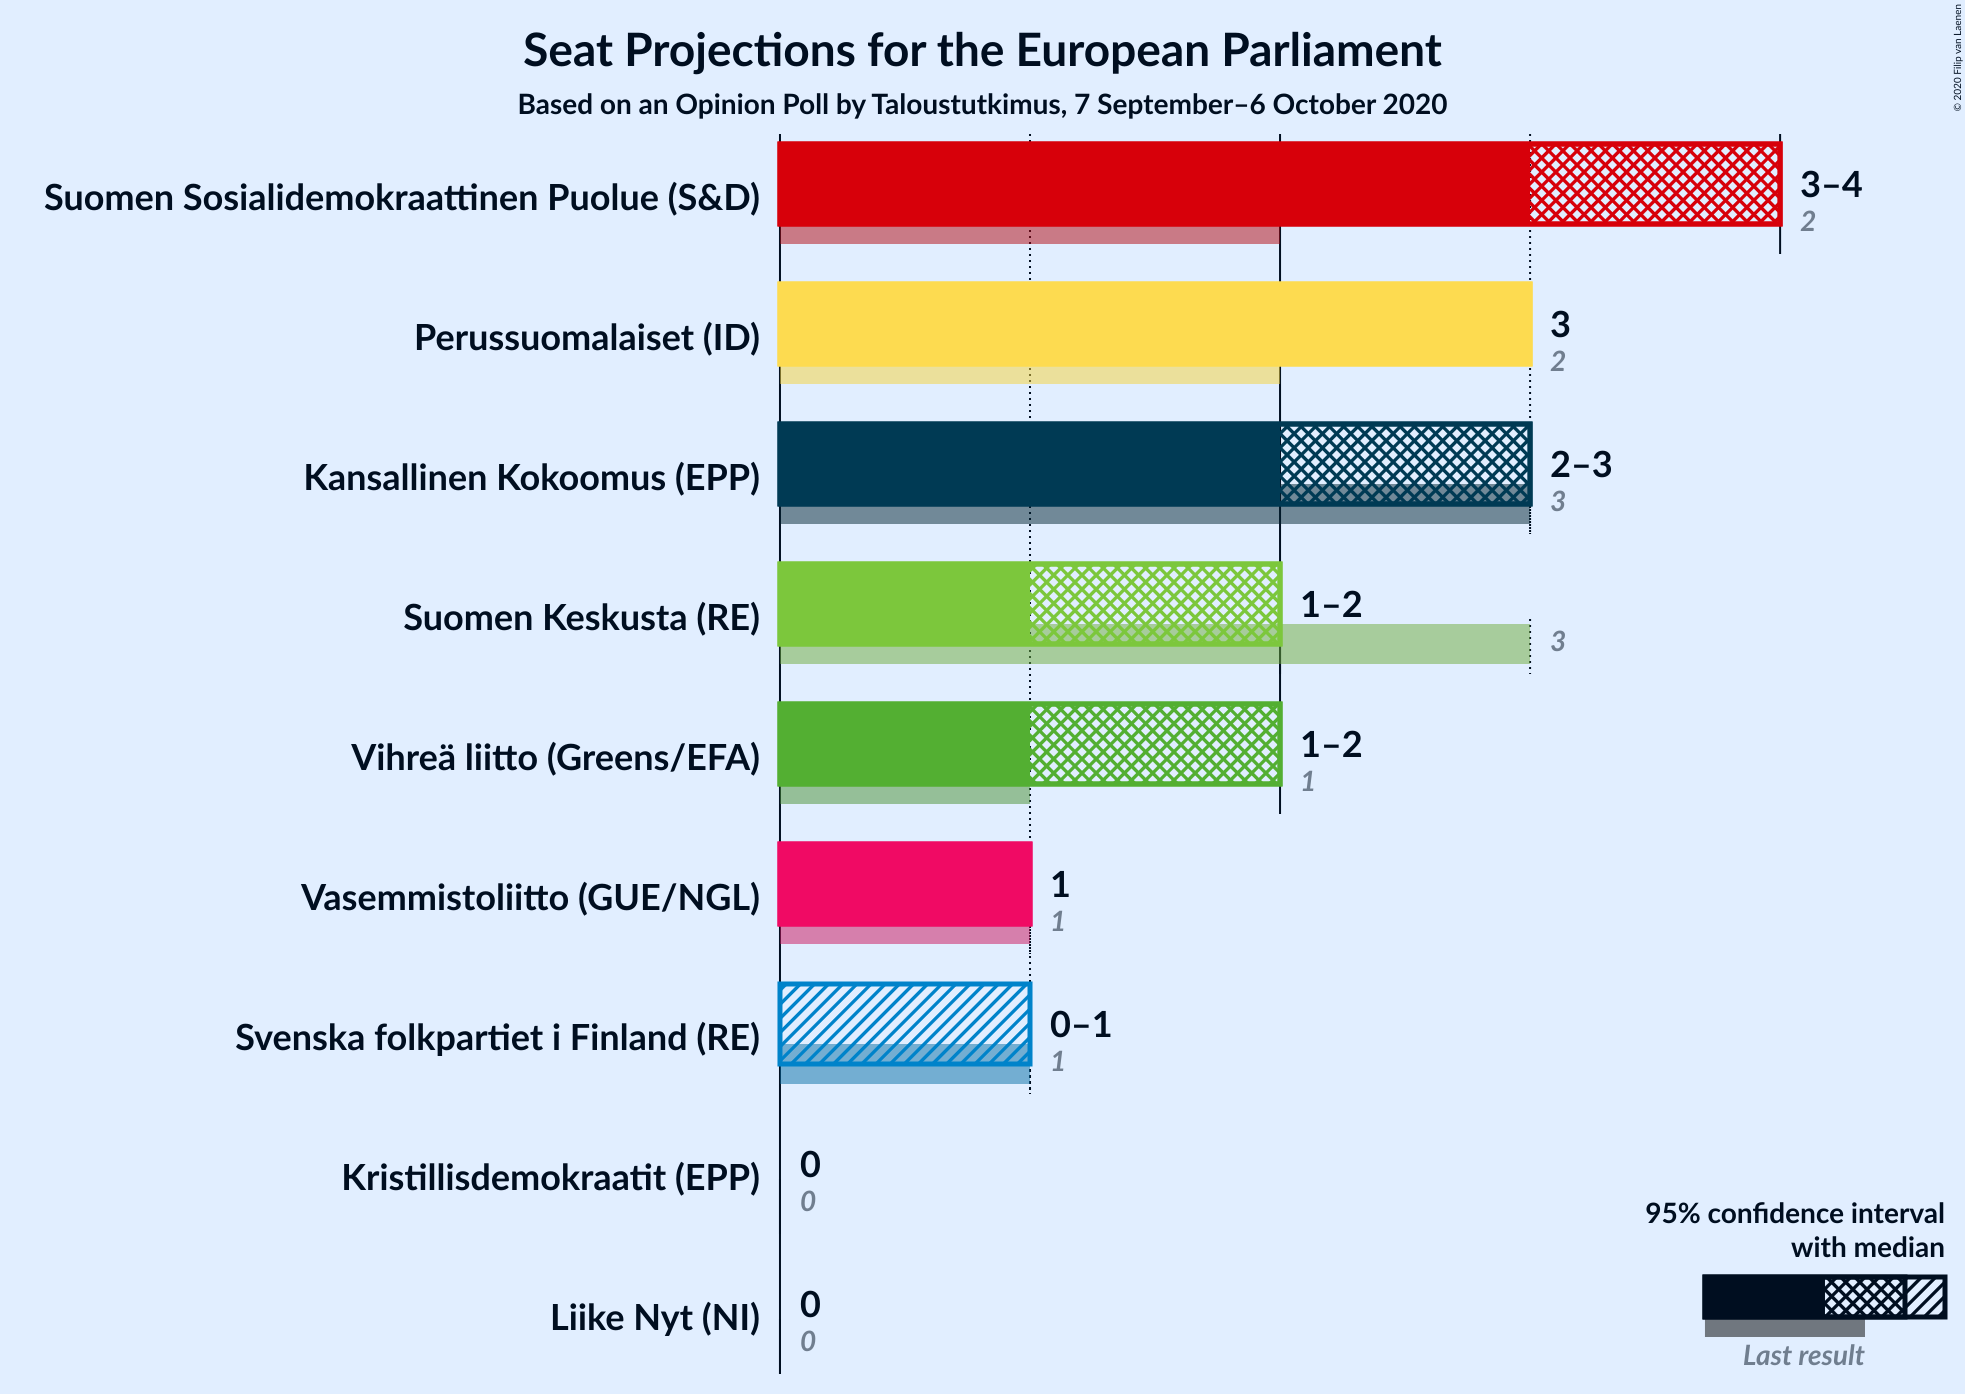 Seat Projections for the European Parliament
Based on an Opinion Poll by Taloustutkimus, 7 September–6 October 2020
© 2020 Filip van Laenen
Suomen Sosialidemokraattinen Puolue (S&D)
3–4
2
Perussuomalaiset (ID)
3
2
Kansallinen Kokoomus (EPP)
2–3
3
Suomen Keskusta (RE)
1–2
3
Vihreä liitto (Greens/EFA)
1–2
1
Vasemmistoliitto (GUE/NGL)
1
1
Svenska folkpartiet i Finland (RE)
0–1
1
Kristillisdemokraatit (EPP)
0
0
Liike Nyt (NI)
0
0
95% confidence interval
with median
Last result